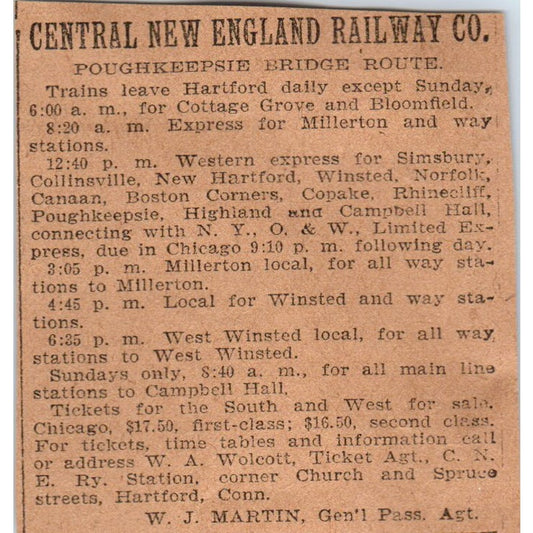 CENTRAL NEW ENGLAND RAILWAY CO.
POUGHKEEPSIE BRIDGE ROUTE.
Trains leave Hartford daily except Sunday,
6:00 a. m., for Cottage Grove and Bloomfield.
8:20 a. m. Express for Millerton and way
stations.
12:40 p. m. Western express for Simsbury,
Collinsville, New Hartford, Winsted, Norfolk,
Canaan, Boston Corners, Copake, Rhinecliff,
Poughkeepsie, Highland and Campbell Hall,
connecting with N. Y., O. & W., Limited Ex-
press, due in Chicago 9:10 p. m. following day.
3:05 p. m. Millerton local, for all way sta-
tions to Millerton.
4:45 p. m. Local for Winsted and way sta-
tions.
6:35 p. m. West Winsted local, for all way
stations to West Winsted.
Sundays only, 8:40 a. m., for all main line
stations to Campbell Hall.
Tickets for the South and West for sale.
Chicago, $17.50, first-class; $16.50, second class.
For tickets, time tables and information call
or address W. A. Wolcott, Ticket Agt., C. N.
E. Ry. Station, corner Church and Spruce
streets, Hartford, Conn.
W. J. MARTIN, Gen'l Pass. Agt.